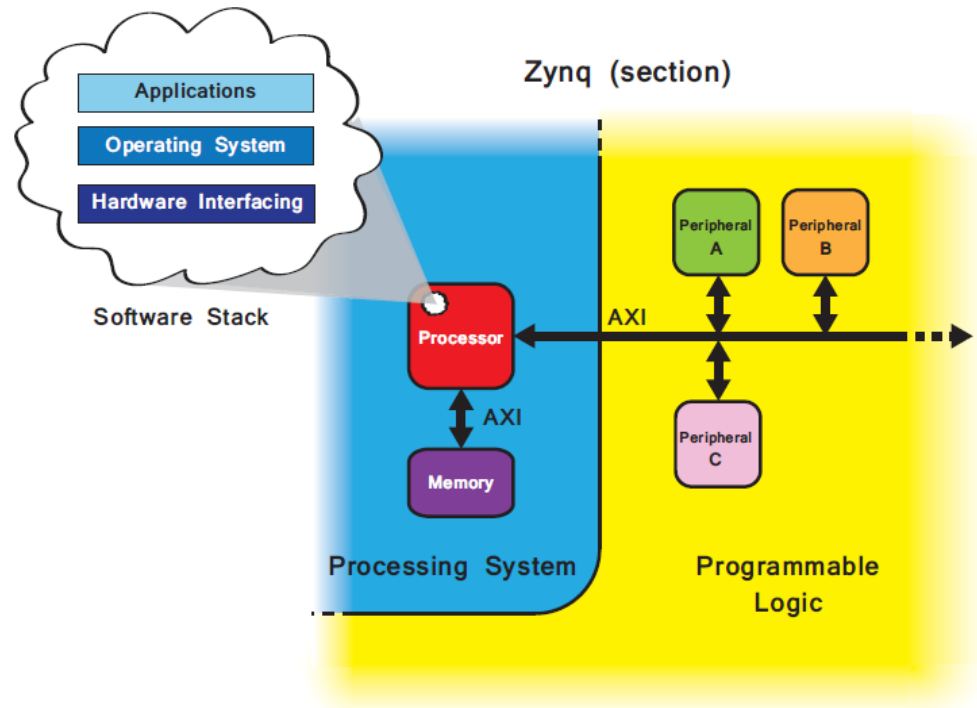 Zynq (section)
Applications
Operating System
Hardware Interfacing
Software Stack
Processor
AXI
Memory
Processing System
AXI
Peripheral
A
Peripheral
B
Peripheral
C
Programmable
Logic